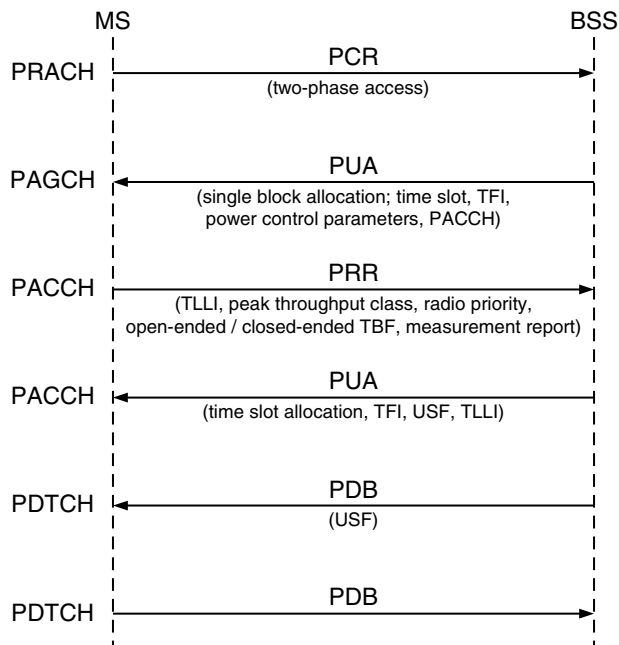 MS BSS
PRACH PCR
(two-phase access)
PAGCH PUA
(single block allocation; time slot, TFI,
power control parameters, PACCH)
PACCH PRR
(TLLI, peak throughput class, radio priority,
open-ended / closed-ended TBF, measurement report)
PACCH PUA
(time slot allocation, TFI, USF, TLLI)
PDTCH PDB
(USF)
PDTCH PDB